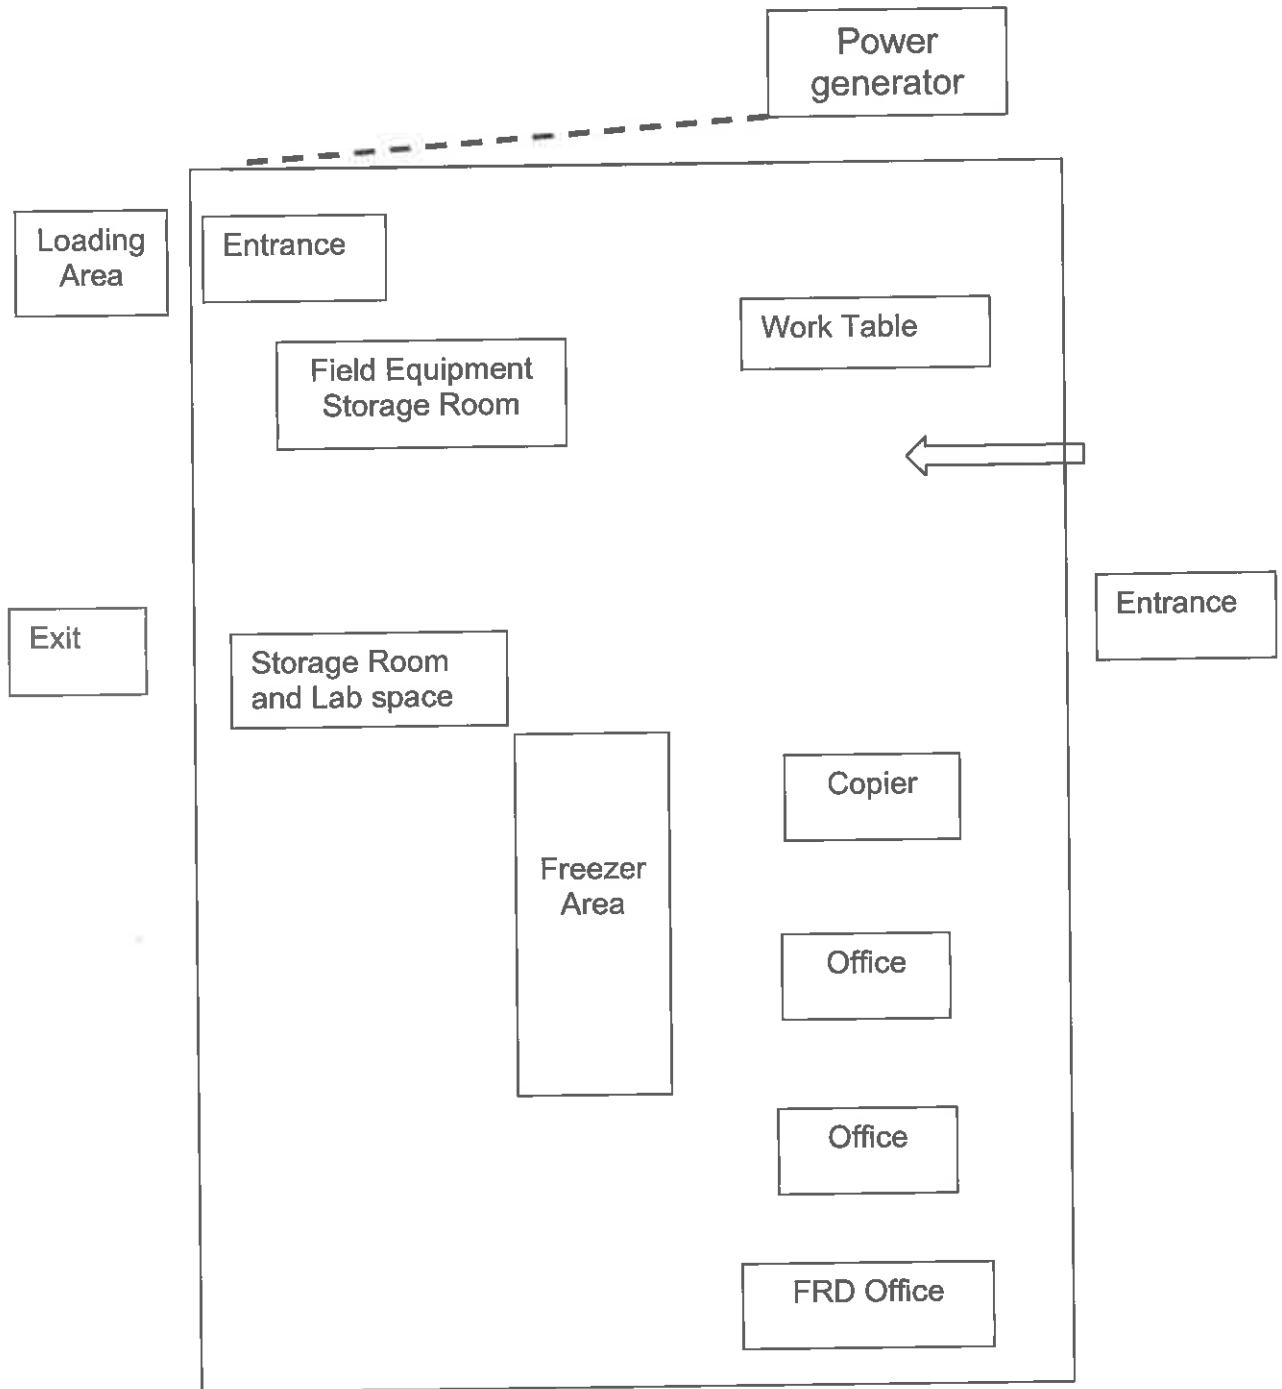 Power
generator
Loading
Area
Entrance
Work Table
Field Equipment
Storage Room
Entrance
Exit
Storage Room
and Lab space
Copier
Freezer
Area
Office
Office
FRD Office